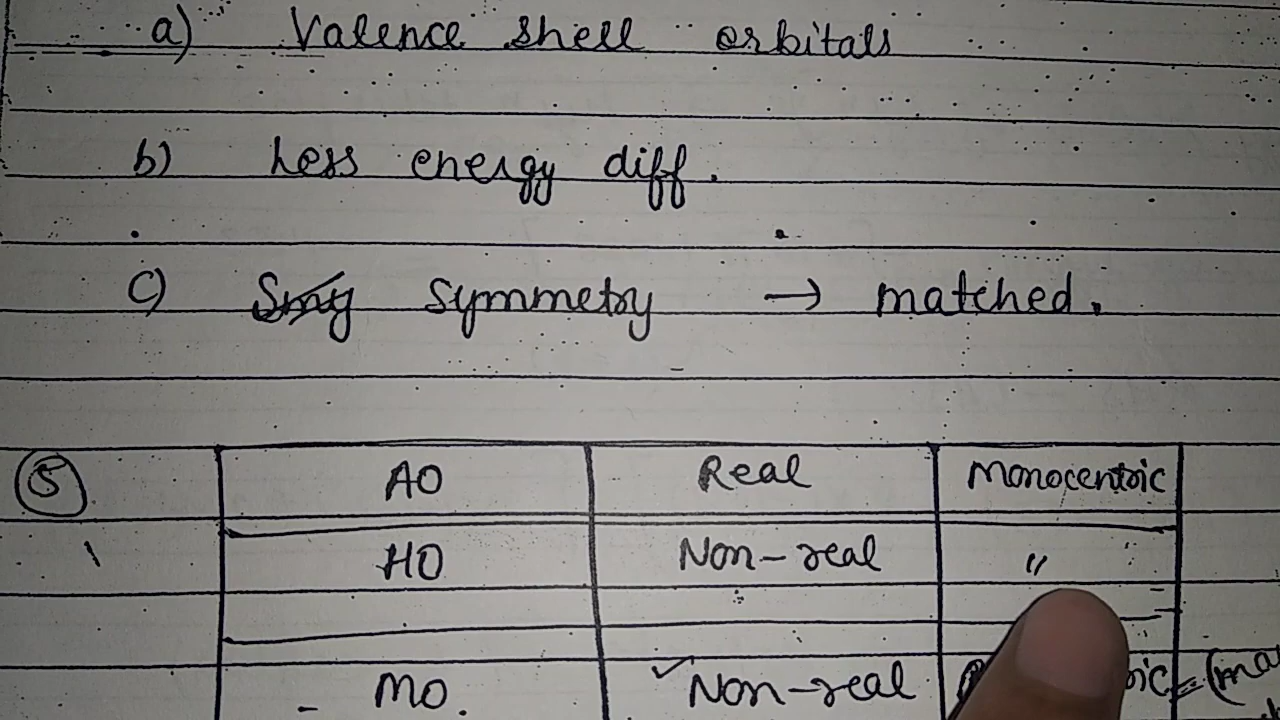 a) Valence shell orbitals
b) Less energy diff.
c) symmetry → matched.
5 AO Real Monocentric
HO Non-real "
MO. ✓Non-real